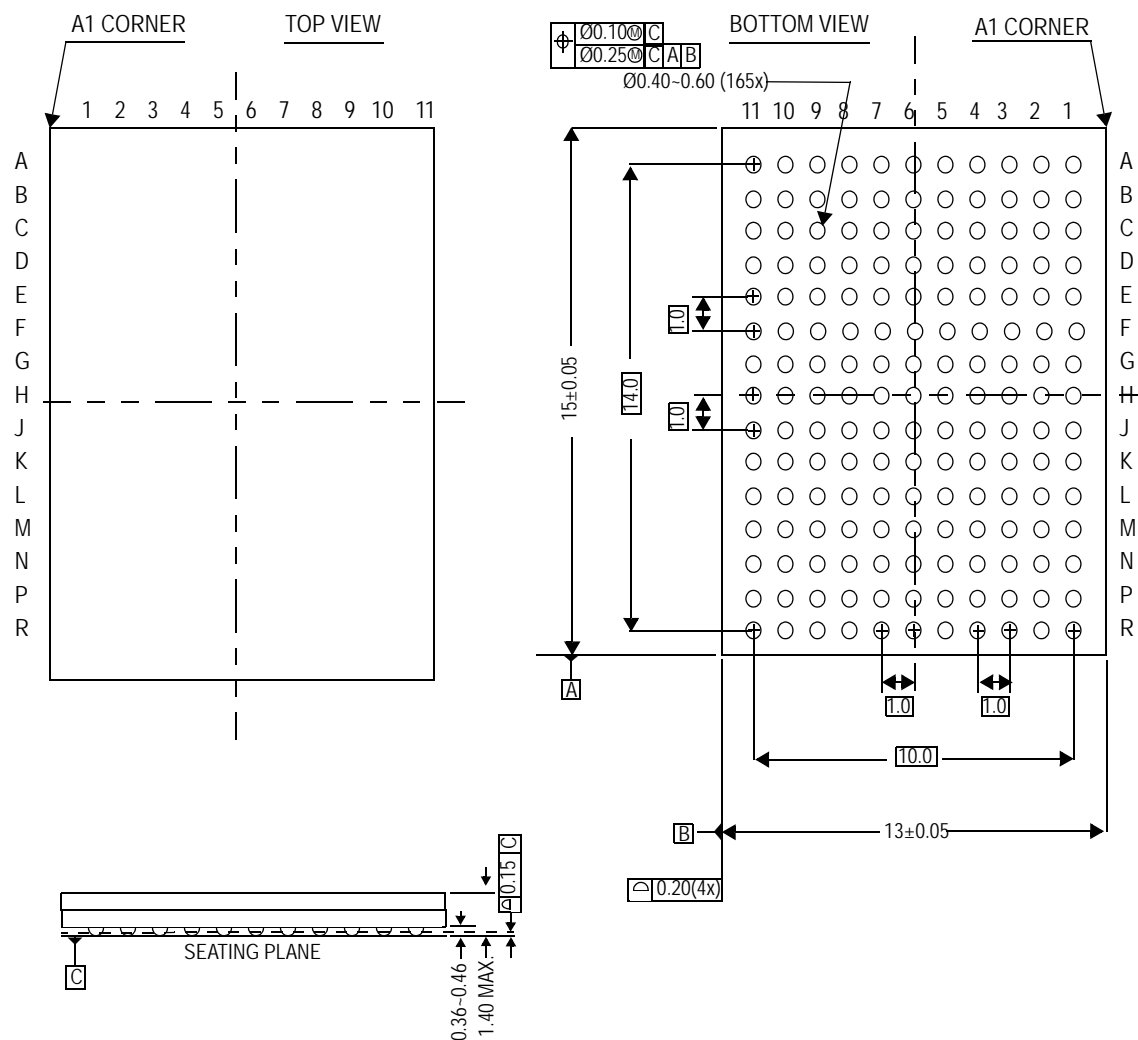 A1 CORNER
TOP VIEW
1 2 3 4 5 6 7 8 9 10 11
A
B
C
D
E
F
G
H
J
K
L
M
N
P
R
Ø0.10Ⓜ C
Ø0.25Ⓜ C A B
BOTTOM VIEW
A1 CORNER
Ø0.40~0.60 (165x)
11 10 9 8 7 6 5 4 3 2 1
A
B
C
D
E
F
G
H
J
K
L
M
N
P
R
1.0
1.0
15±0.05
14.0
A
1.0
1.0
10.0
B
13±0.05
0.20(4x)
0.15 C
SEATING PLANE
C
0.36~0.46
1.40 MAX.